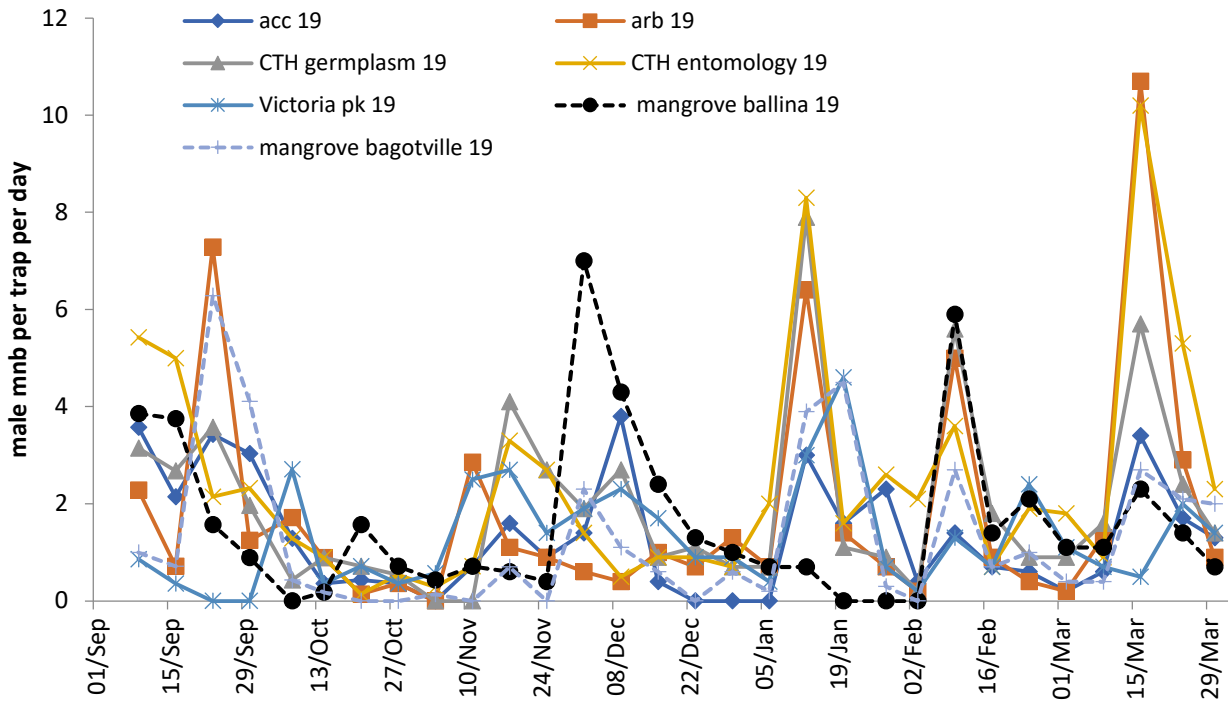 male mnb per trap per day
12
10
8
6
4
2
0
acc 19
arb 19
CTH germplasm 19
CTH entomology 19
Victoria pk 19
mangrove ballina 19
mangrove bagotville 19
01/Sep
15/Sep
29/Sep
13/Oct
27/Oct
10/Nov
24/Nov
08/Dec
22/Dec
05/Jan
19/Jan
02/Feb
16/Feb
01/Mar
15/Mar
29/Mar